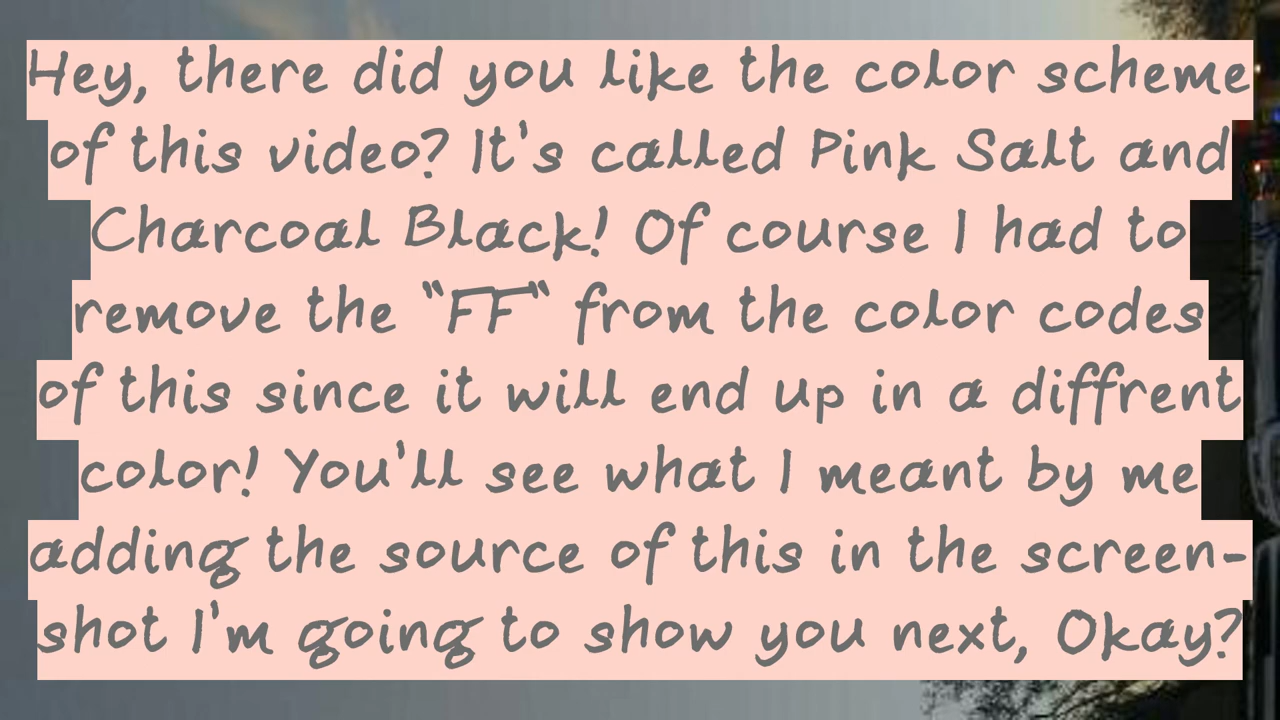 Hey, there did you like the color scheme
of this video? It's called Pink Salt and
Charcoal Black! Of course I had to
remove the "FF" from the color codes
of this since it will end up in a diffrent
color! You'll see what I meant by me
adding the source of this in the screen-
shot I'm going to show you next, Okay?